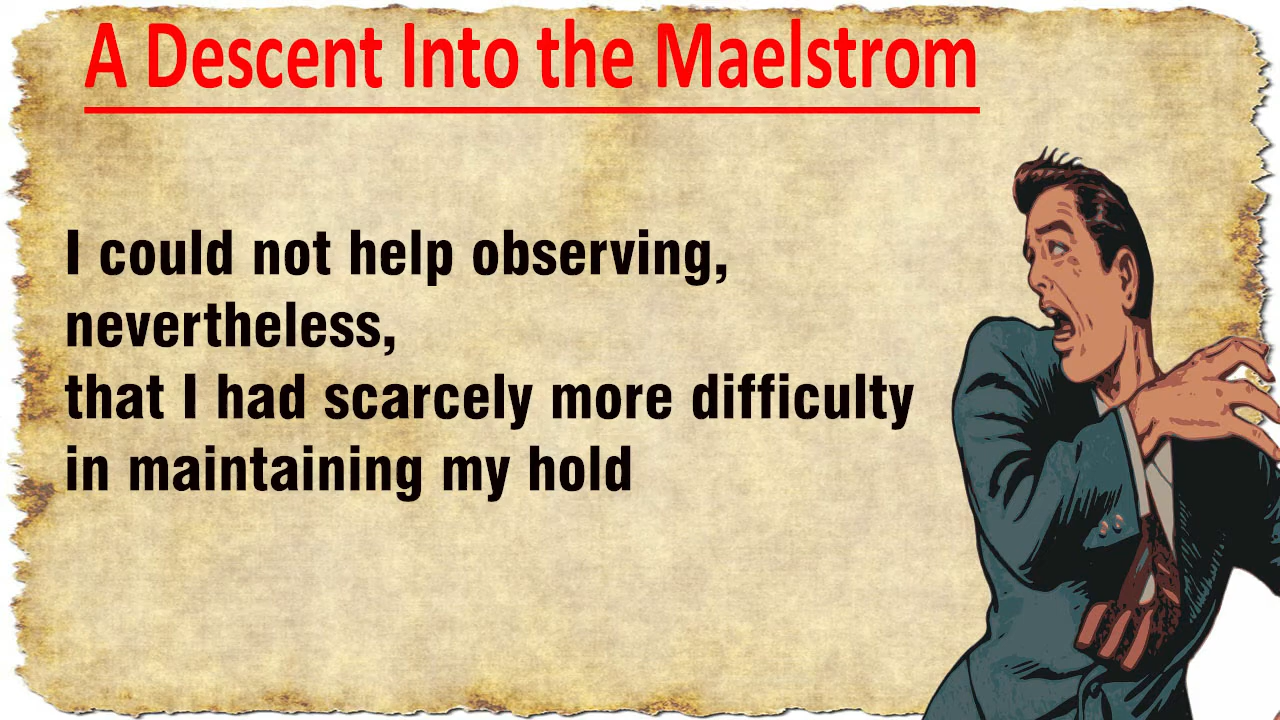 A Descent Into the Maelstrom
I could not help observing,
nevertheless,
that I had scarcely more difficulty
in maintaining my hold